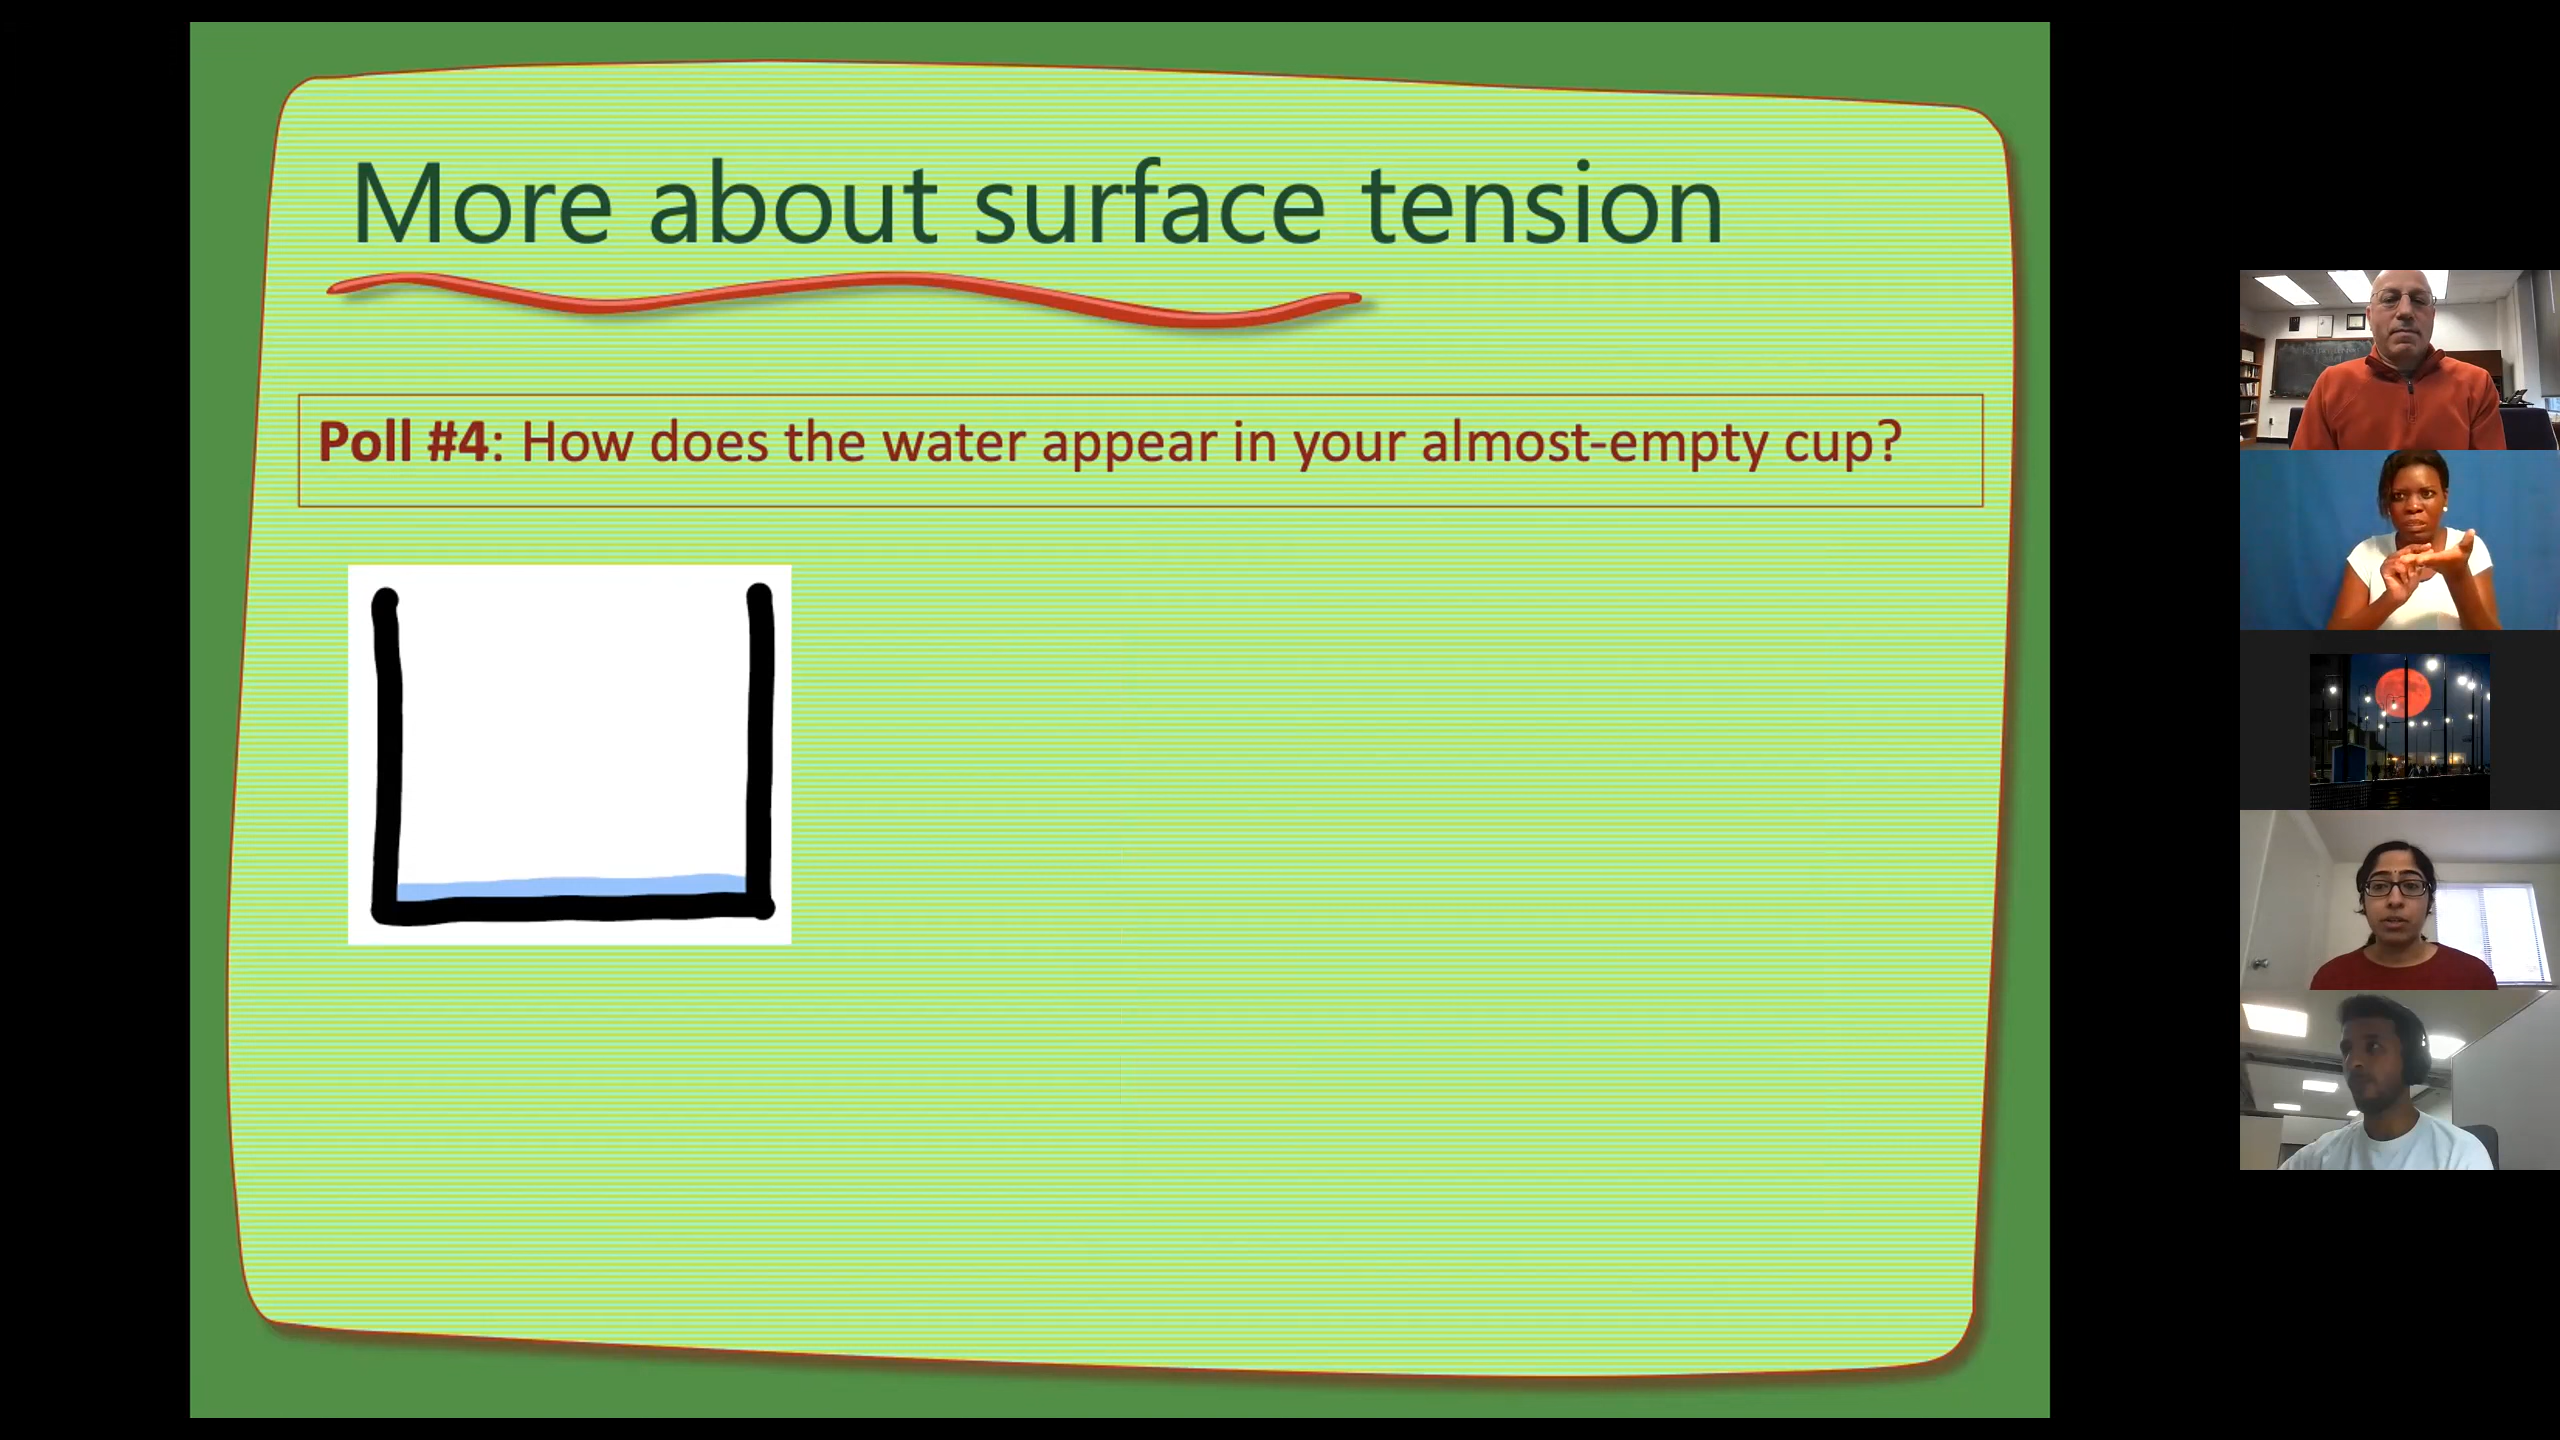 More about surface tension
Poll #4: How does the water appear in your almost-empty cup?